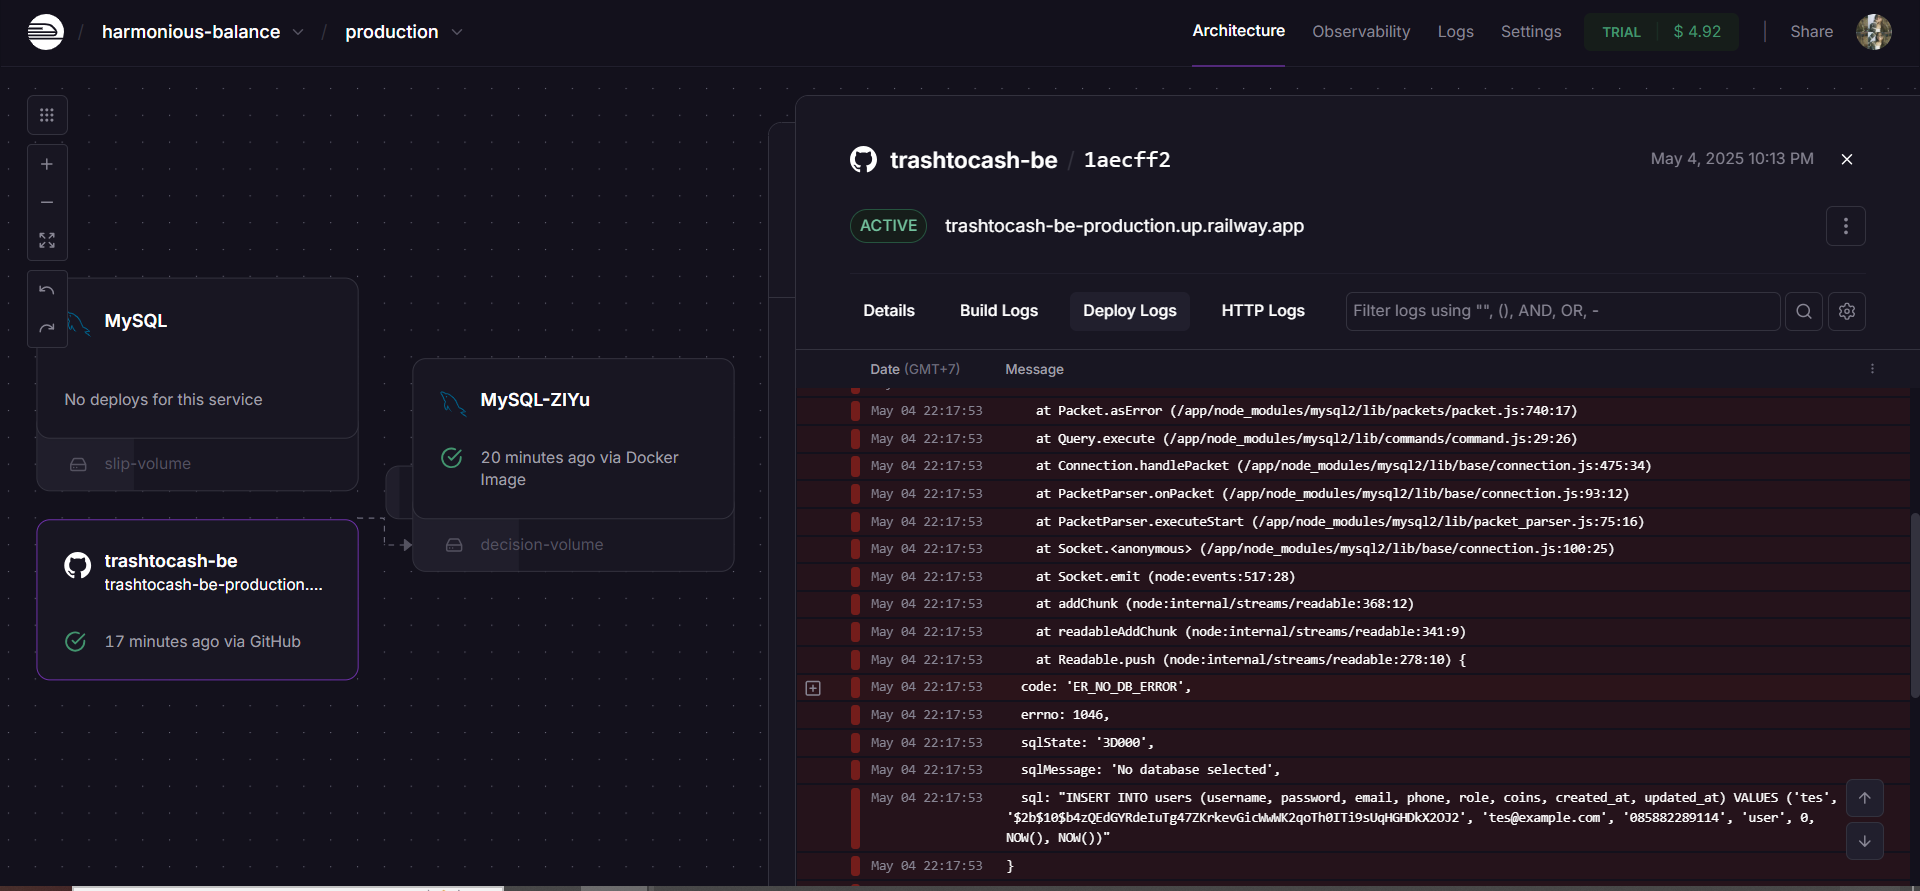 / harmonious-balance / production
Architecture Observability Logs Settings TRIAL $ 4.92 Share
MySQL
No deploys for this service
slip-volume
MySQL-ZIYu
20 minutes ago via Docker
Image
decision-volume
trashtocash-be
trashtocash-be-production....
17 minutes ago via GitHub
trashtocash-be / 1aecff2
May 4, 2025 10:13 PM
ACTIVE trashtocash-be-production.up.railway.app
Details Build Logs Deploy Logs HTTP Logs Filter logs using "", (), AND, OR, -
Date (GMT+7) Message
May 04 22:17:53 at Packet.asError (/app/node_modules/mysql2/lib/packets/packet.js:740:17)
May 04 22:17:53 at Query.execute (/app/node_modules/mysql2/lib/commands/command.js:29:26)
May 04 22:17:53 at Connection.handlePacket (/app/node_modules/mysql2/lib/base/connection.js:475:34)
May 04 22:17:53 at PacketParser.onPacket (/app/node_modules/mysql2/lib/base/connection.js:93:12)
May 04 22:17:53 at PacketParser.executeStart (/app/node_modules/mysql2/lib/packet_parser.js:75:16)
May 04 22:17:53 at Socket.<anonymous> (/app/node_modules/mysql2/lib/base/connection.js:100:25)
May 04 22:17:53 at Socket.emit (node:events:517:28)
May 04 22:17:53 at addChunk (node:internal/streams/readable:368:12)
May 04 22:17:53 at readableAddChunk (node:internal/streams/readable:341:9)
May 04 22:17:53 at Readable.push (node:internal/streams/readable:278:10) {
May 04 22:17:53 code: 'ER_NO_DB_ERROR',
May 04 22:17:53 errno: 1046,
May 04 22:17:53 sqlState: '3D000',
May 04 22:17:53 sqlMessage: 'No database selected',
May 04 22:17:53 sql: "INSERT INTO users (username, password, email, phone, role, coins, created_at, updated_at) VALUES ('tes',
'$2b$10$b4zQEdGYRdeIuTg47ZKrkevGicWwWK2qoTh0ITi9sUqHGHDkX2OJ2', 'tes@example.com', '085882289114', 'user', 0,
NOW(), NOW())"
May 04 22:17:53 }